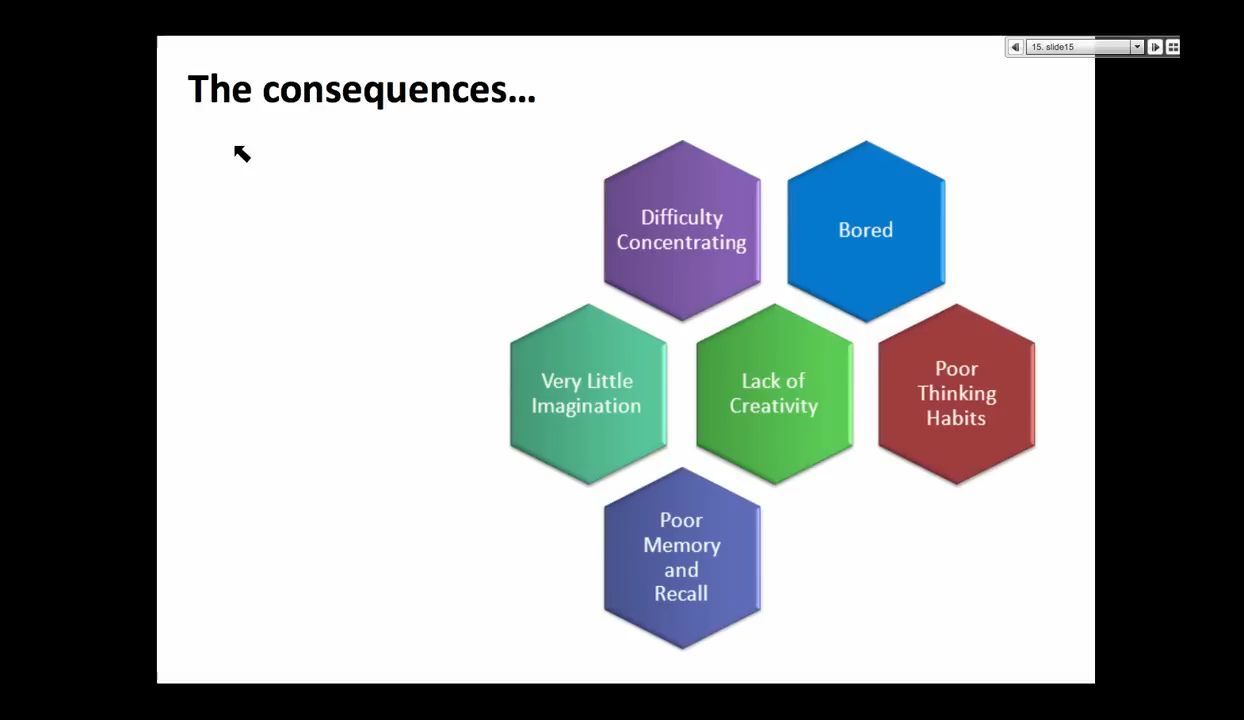 15. slide15
The consequences...
Difficulty
Concentrating
Bored
Very Little
Imagination
Lack of
Creativity
Poor
Thinking
Habits
Poor
Memory
and
Recall